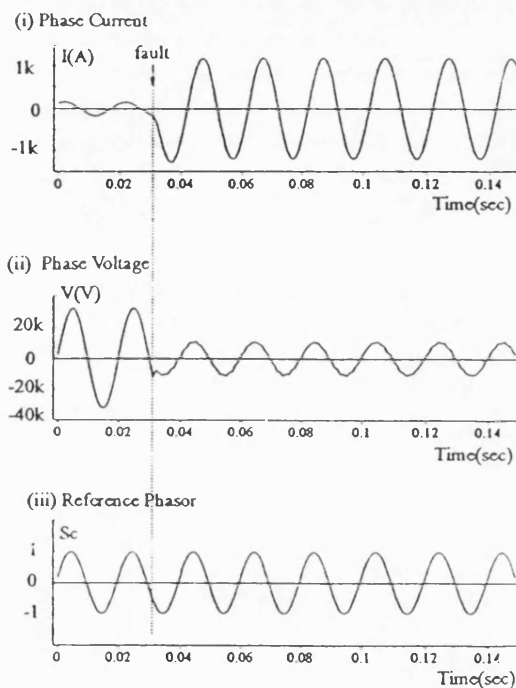 (i) Phase Current
I(A) fault
1k
0
-1k
0 0.02 0.04 0.06 0.08 0.1 0.12 0.14
Time(sec)
(ii) Phase Voltage
V(V)
20k
0
-20k
-40k
0 0.02 0.04 0.06 0.08 0.1 0.12 0.14
Time(sec)
(iii) Reference Phasor
Sc
i
0
-1
0 0.02 0.04 0.06 0.08 0.1 0.12 0.14
Time(sec)